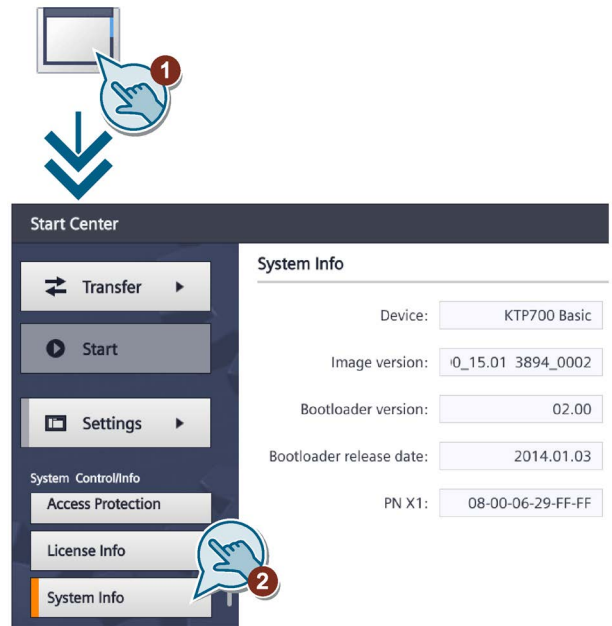 1
Start Center
Transfer
Start
Settings
System Control/Info
Access Protection
License Info
System Info
2
System Info
Device: KTP700 Basic
Image version: 0_15.01 3894_0002
Bootloader version: 02.00
Bootloader release date: 2014.01.03
PN X1: 08-00-06-29-FF-FF